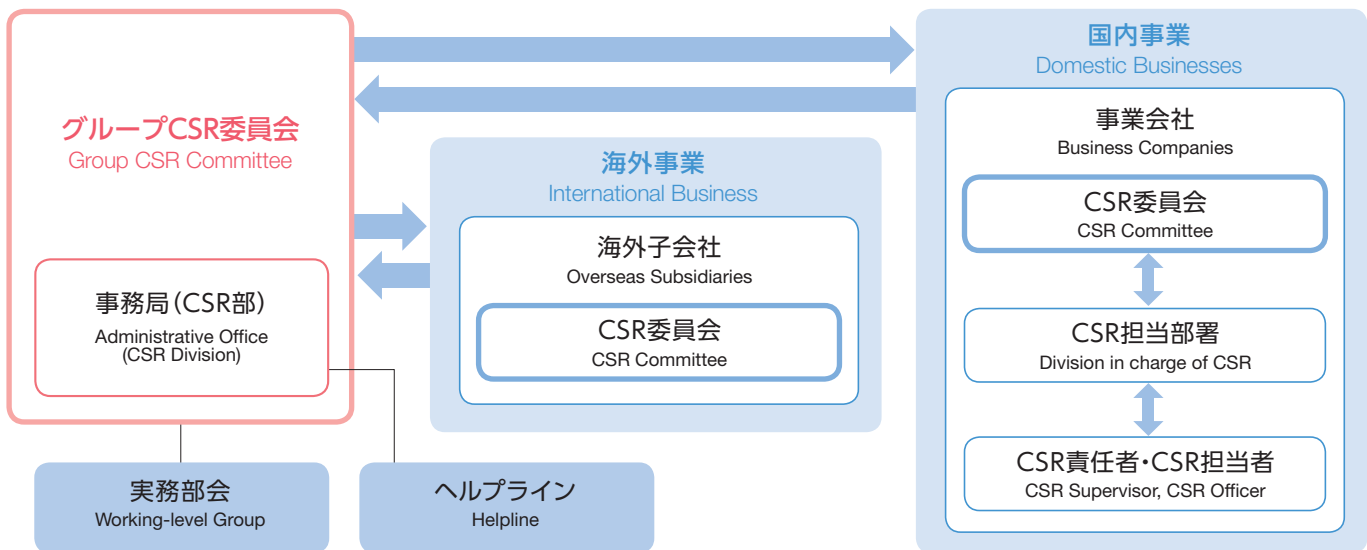 グループCSR委員会
Group CSR Committee
事務局(CSR部)
Administrative Office
(CSR Division)
実務部会
Working-level Group
ヘルプライン
Helpline
海外事業
International Business
海外子会社
Overseas Subsidiaries
CSR委員会
CSR Committee
国内事業
Domestic Businesses
事業会社
Business Companies
CSR委員会
CSR Committee
CSR担当部署
Division in charge of CSR
CSR責任者・CSR担当者
CSR Supervisor, CSR Officer